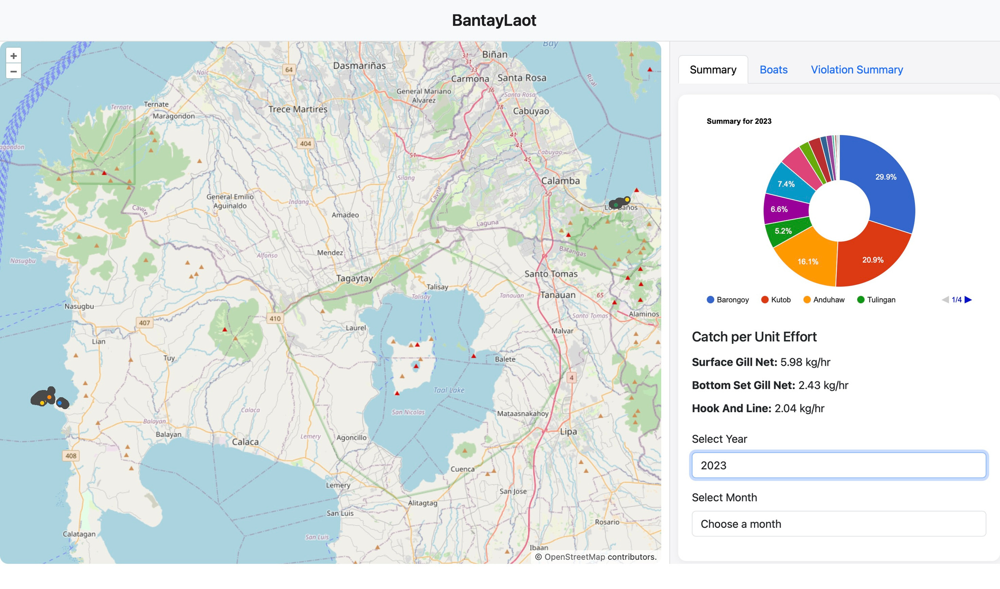 BantayLaot
+
−
Bay
Biñan
Dasmariñas
64
31
31
33
Carmona
Santa Rosa
Naic
General Mariano
Alvarez
36
Santa Rosa
Rizal
Ternate
Ternate
Maragondon
Trece Martires
38
Cabuyao
404
41
43
51
57
45
Cabuyao
agondon
Silang
Calamba
Cavite
50
General Emilio
Aguinaldo
Indang
Cavite
Amadeo
Los Baños
Laguna
Mendez
Alfonso
Batangas
Nasugbu
Tagaytay
Santo Tomas
Talisay
Talisay
Tanauan
Tanauan
65
Nasugbu
410
Santo Tomas
Alaminos
407
Laurel
Malvar
Lian
Tuy
Balete
4
Taal Lake
Calaca
San Nicolas
Mataasnakahoy
Balayan
Balayan
Lemery
Agoncillo
Lipa
Calaca
408
Cuenca
Lemery
San Jose
Alitagtag
San Luis
Rosario
Calatagan
San Luis
Ibaan
© OpenStreetMap contributors.
Summary
Boats
Violation Summary
Summary for 2023
29.9%
20.9%
16.1%
5.2%
6.6%
7.4%
Barongoy
Kutob
Anduhaw
Tulingan
1/4
Catch per Unit Effort
Surface Gill Net: 5.98 kg/hr
Bottom Set Gill Net: 2.43 kg/hr
Hook And Line: 2.04 kg/hr
Select Year
2023
Select Month
Choose a month